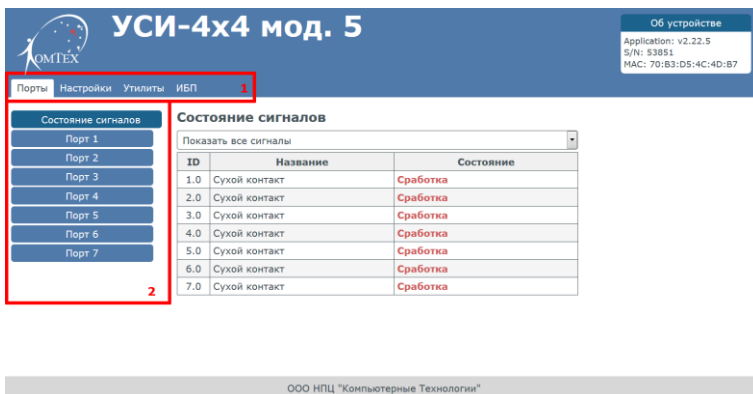 УСИ-4х4 мод. 5
КомТех
Об устройстве
Application: v2.22.5
S/N: 53851
MAC: 70:B3:D5:4C:4D:B7
Порты Настройки Утилиты ИБП 1
Состояние сигналов
Порт 1
Порт 2
Порт 3
Порт 4
Порт 5
Порт 6
Порт 7
2
Состояние сигналов
Показать все сигналы
ID Название Состояние
1.0 Сухой контакт Сработка
2.0 Сухой контакт Сработка
3.0 Сухой контакт Сработка
4.0 Сухой контакт Сработка
5.0 Сухой контакт Сработка
6.0 Сухой контакт Сработка
7.0 Сухой контакт Сработка
ООО НПЦ "Компьютерные Технологии"